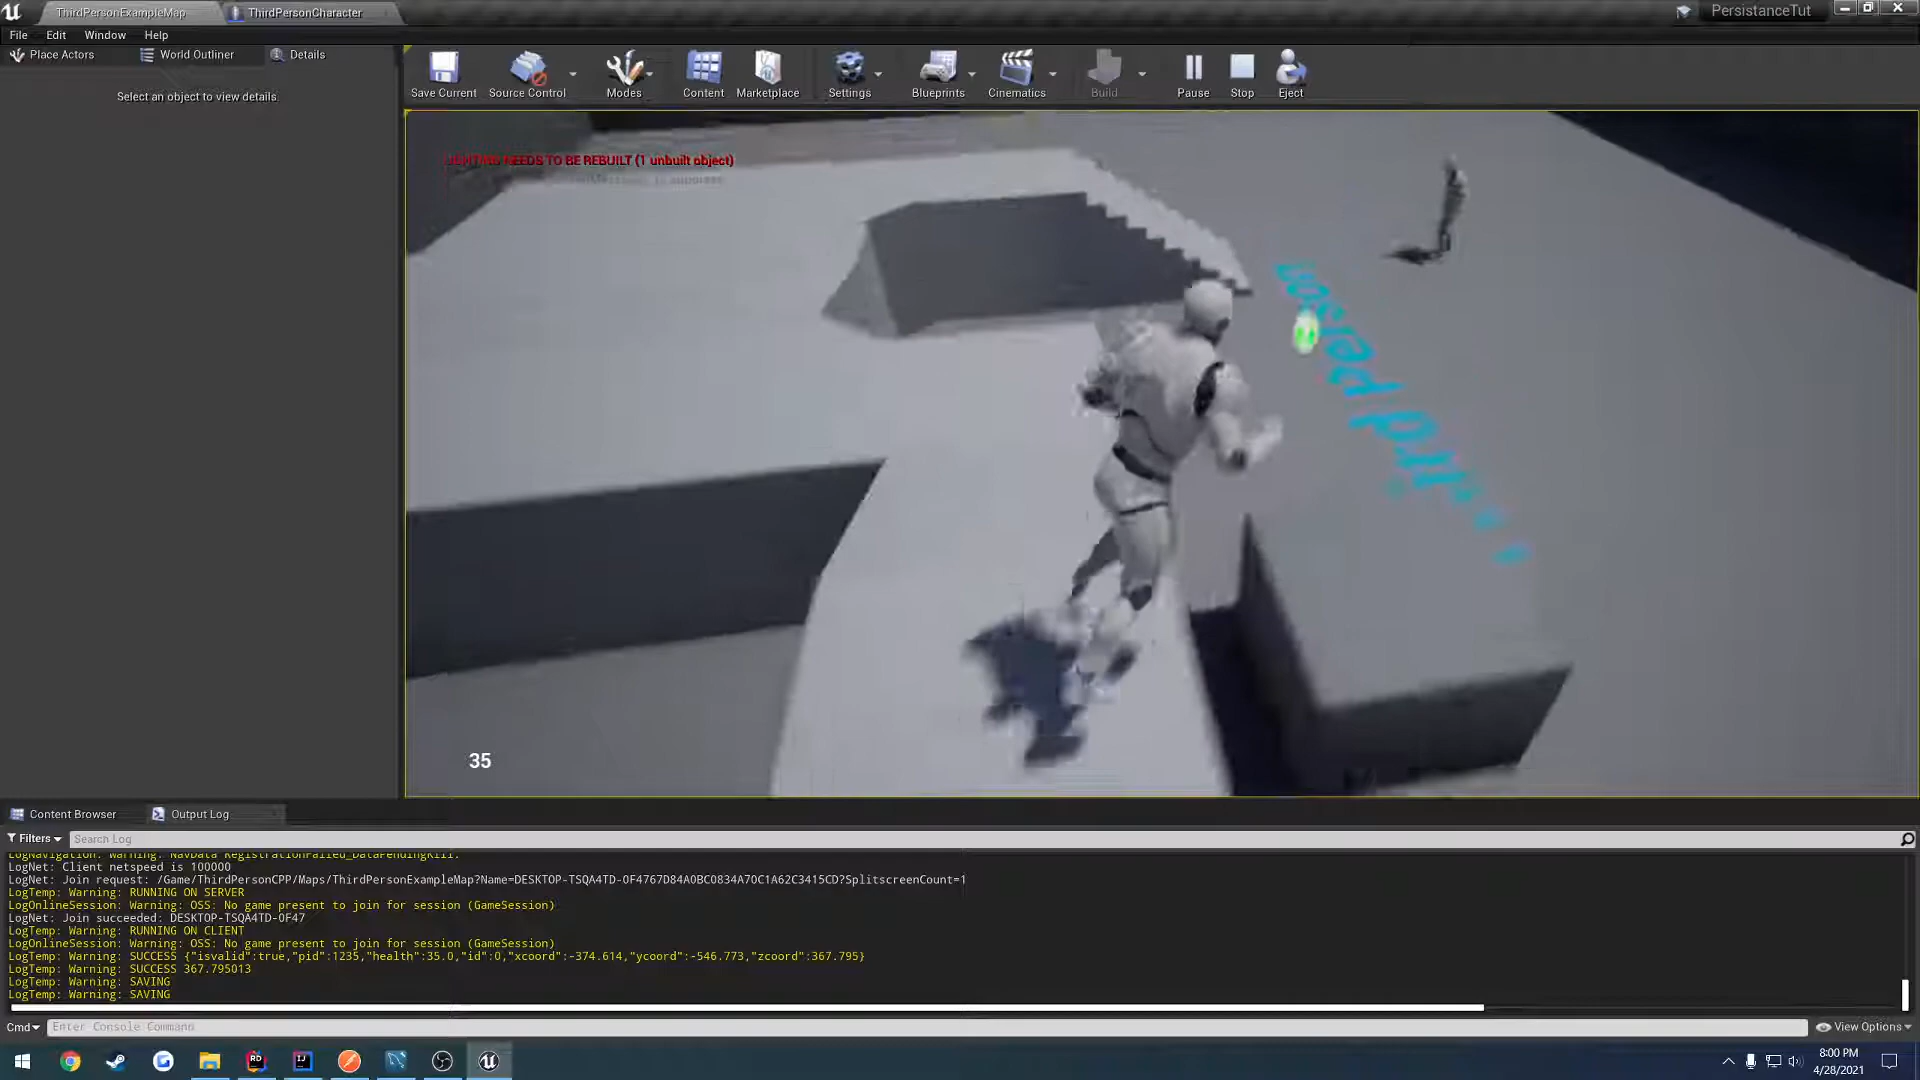 ThirdPersonExampleMap
ThirdPersonCharacter
PersistanceTut
File Edit Window Help
Place Actors World Outliner Details
Select an object to view details.
Save Current Source Control Modes Content Marketplace Settings Blueprints Cinematics Build Pause Stop Eject
LIGHTING NEEDS TO BE REBUILT (1 unbuilt object)
35
Content Browser Output Log
Filters Search Log
LogNavigation: Warning: NavData RegistrationFailed_DataPendingKill.
LogNet: Client netspeed is 100000
LogNet: Join request: /Game/ThirdPersonCPP/Maps/ThirdPersonExampleMap?Name=DESKTOP-TSQA4TD-0F4767D84A0BC0834A70C1A62C3415CD?SplitscreenCount=1
LogTemp: Warning: RUNNING ON SERVER
LogOnlineSession: Warning: OSS: No game present to join for session (GameSession)
LogNet: Join succeeded: DESKTOP-TSQA4TD-0F47
LogTemp: Warning: RUNNING ON CLIENT
LogOnlineSession: Warning: OSS: No game present to join for session (GameSession)
LogTemp: Warning: SUCCESS {"isvalid":true,"pid":1235,"health":35.0,"id":0,"xcoord":-374.614,"ycoord":-546.773,"zcoord":367.795}
LogTemp: Warning: SUCCESS 367.795013
LogTemp: Warning: SAVING
LogTemp: Warning: SAVING
Cmd Enter Console Command
View Options
8:00 PM
4/28/2021